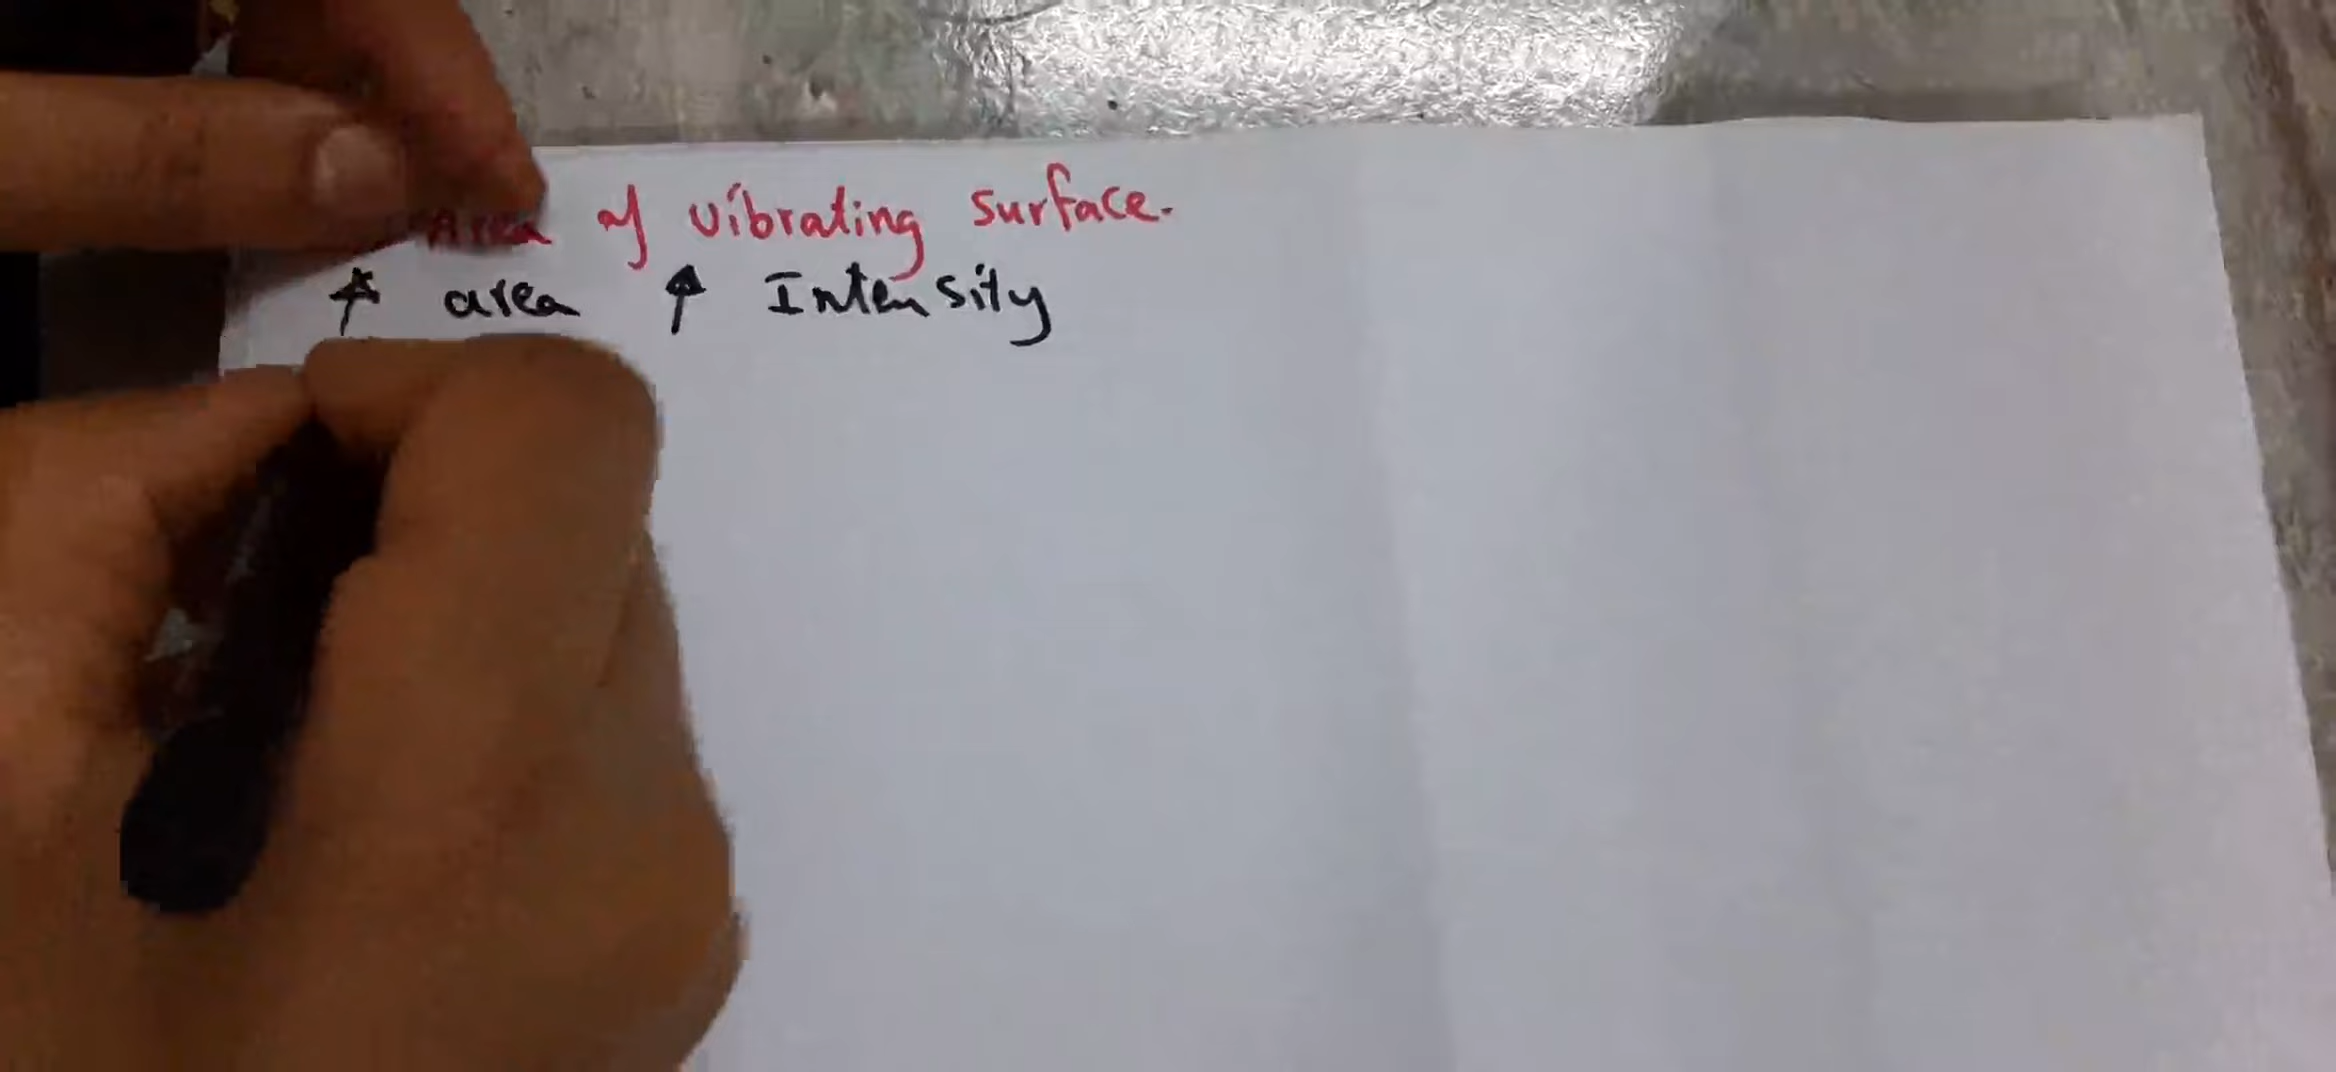 Area of vibrating surface.
↑ area ↑ Intensity